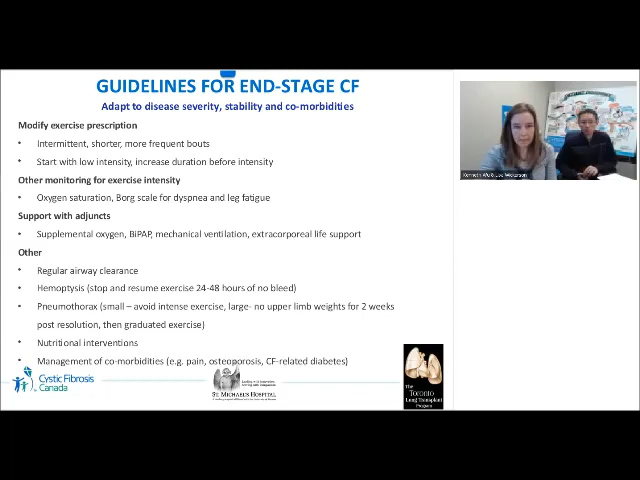 GUIDELINES FOR END-STAGE CF
Adapt to disease severity, stability and co-morbidities
Modify exercise prescription
• Intermittent, shorter, more frequent bouts
• Start with low intensity, increase duration before intensity
Other monitoring for exercise intensity
• Oxygen saturation, Borg scale for dyspnea and leg fatigue
Support with adjuncts
• Supplemental oxygen, BiPAP, mechanical ventilation, extracorporeal life support
Other
• Regular airway clearance
• Hemoptysis (stop and resume exercise 24-48 hours of no bleed)
• Pneumothorax (small – avoid intense exercise, large- no upper limb weights for 2 weeks
post resolution, then graduated exercise)
• Nutritional interventions
• Management of co-morbidities (e.g. pain, osteoporosis, CF-related diabetes)
Cystic Fibrosis
Canada
ST. MICHAEL'S HOSPITAL
The
Toronto
Lung Transplant
Program
Kenneth Wu & Lisa Wickerson